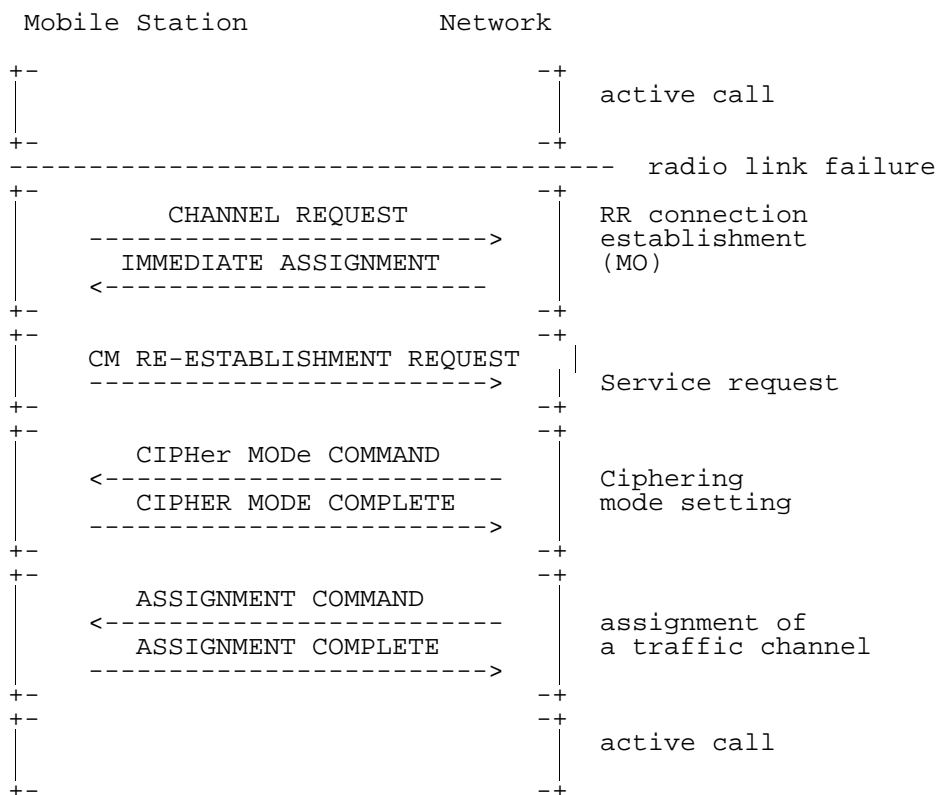 Mobile Station Network
active call
radio link failure
CHANNEL REQUEST RR connection
establishment
IMMEDIATE ASSIGNMENT (MO)
CM RE-ESTABLISHMENT REQUEST
Service request
CIPHer MODe COMMAND
Ciphering
CIPHER MODE COMPLETE mode setting
ASSIGNMENT COMMAND
assignment of
ASSIGNMENT COMPLETE a traffic channel
active call